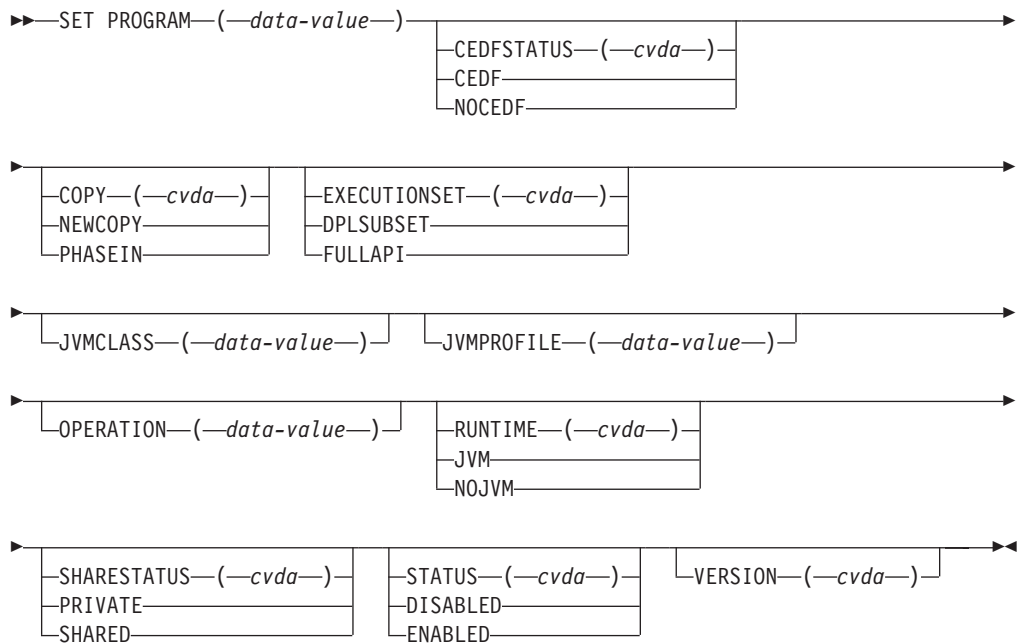 SET PROGRAM ( data-value )
CEDFSTATUS ( cvda )
CEDF
NOCEDF
COPY ( cvda ) EXECUTIONSET ( cvda )
NEWCOPY DPLSUBSET
PHASEIN FULLAPI
JVMCLASS ( data-value ) JVMPROFILE ( data-value )
OPERATION ( data-value ) RUNTIME ( cvda )
JVM
NOJVM
SHARESTATUS ( cvda ) STATUS ( cvda ) VERSION ( cvda )
PRIVATE DISABLED
SHARED ENABLED